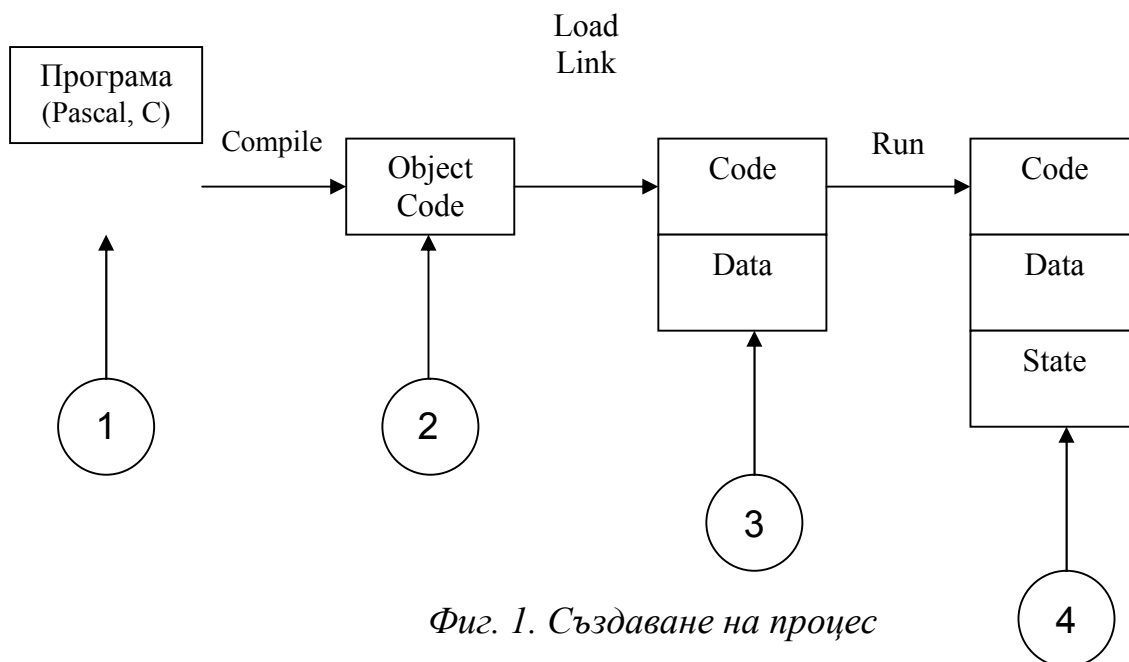 Load
Link
Програма
(Pascal, C)
Compile
Object
Code
Code
Data
Run
Code
Data
State
1
2
3
4
Фиг. 1. Създаване на процес